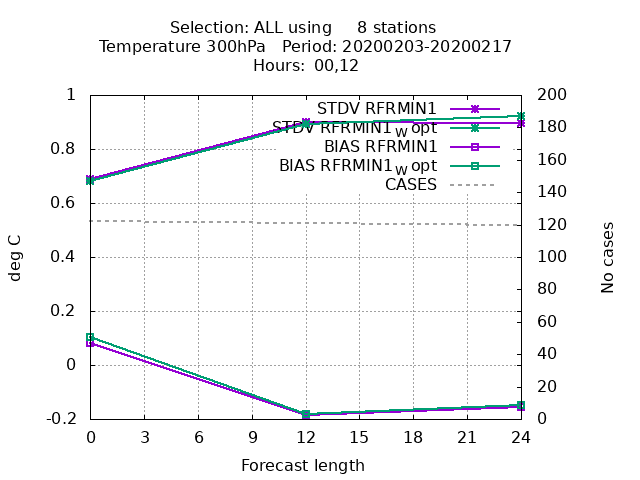 Selection: ALL using     8 stations
Temperature 300hPa   Period: 20200203-20200217
Hours: 00,12
STDV RFRMIN1
STDV RFRMIN1w opt
BIAS RFRMIN1
BIAS RFRMIN1w opt
CASES
1
0.8
0.6
0.4
0.2
0
-0.2
deg C
200
180
160
140
120
100
80
60
40
20
0
No cases
0 3 6 9 12 15 18 21 24
Forecast length